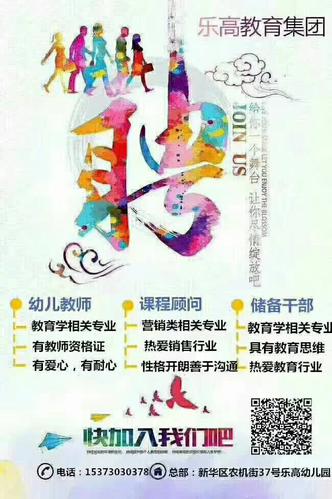 乐高教育集团
聘
JOIN US
给你一个舞台 让你尽情绽放吧
幼儿教师
教育学相关专业
有教师资格证
有爱心，有耐心
课程顾问
营销类相关专业
热爱销售行业
性格开朗善于沟通
储备干部
教育学相关专业
具有教育思维
热爱教育行业
快加入我们吧
电话：15373030378
总部：新华区农机街37号乐高幼儿园